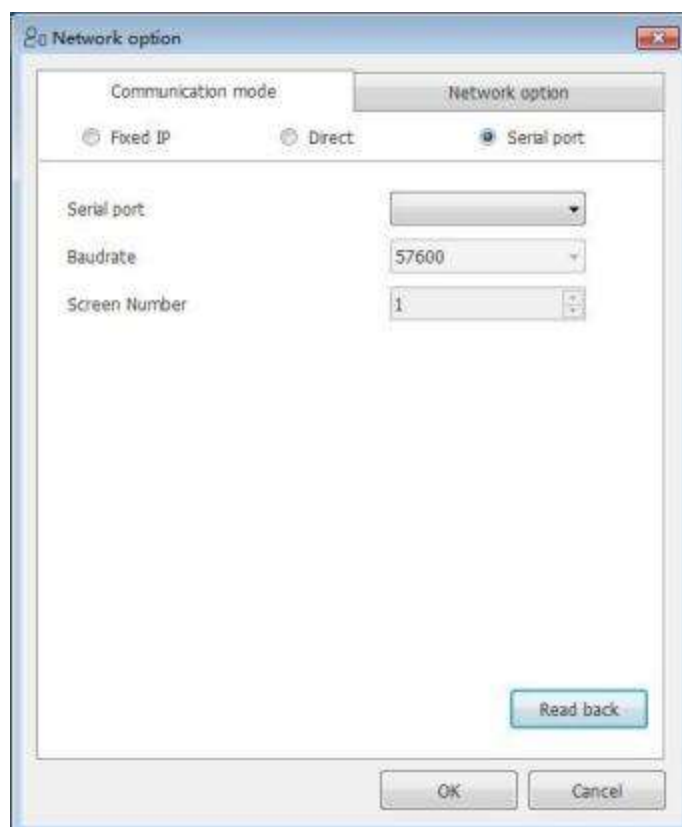 Network option
Communication mode Network option
Fixed IP Direct Serial port
Serial port
Baudrate 57600
Screen Number 1
Read back
OK Cancel